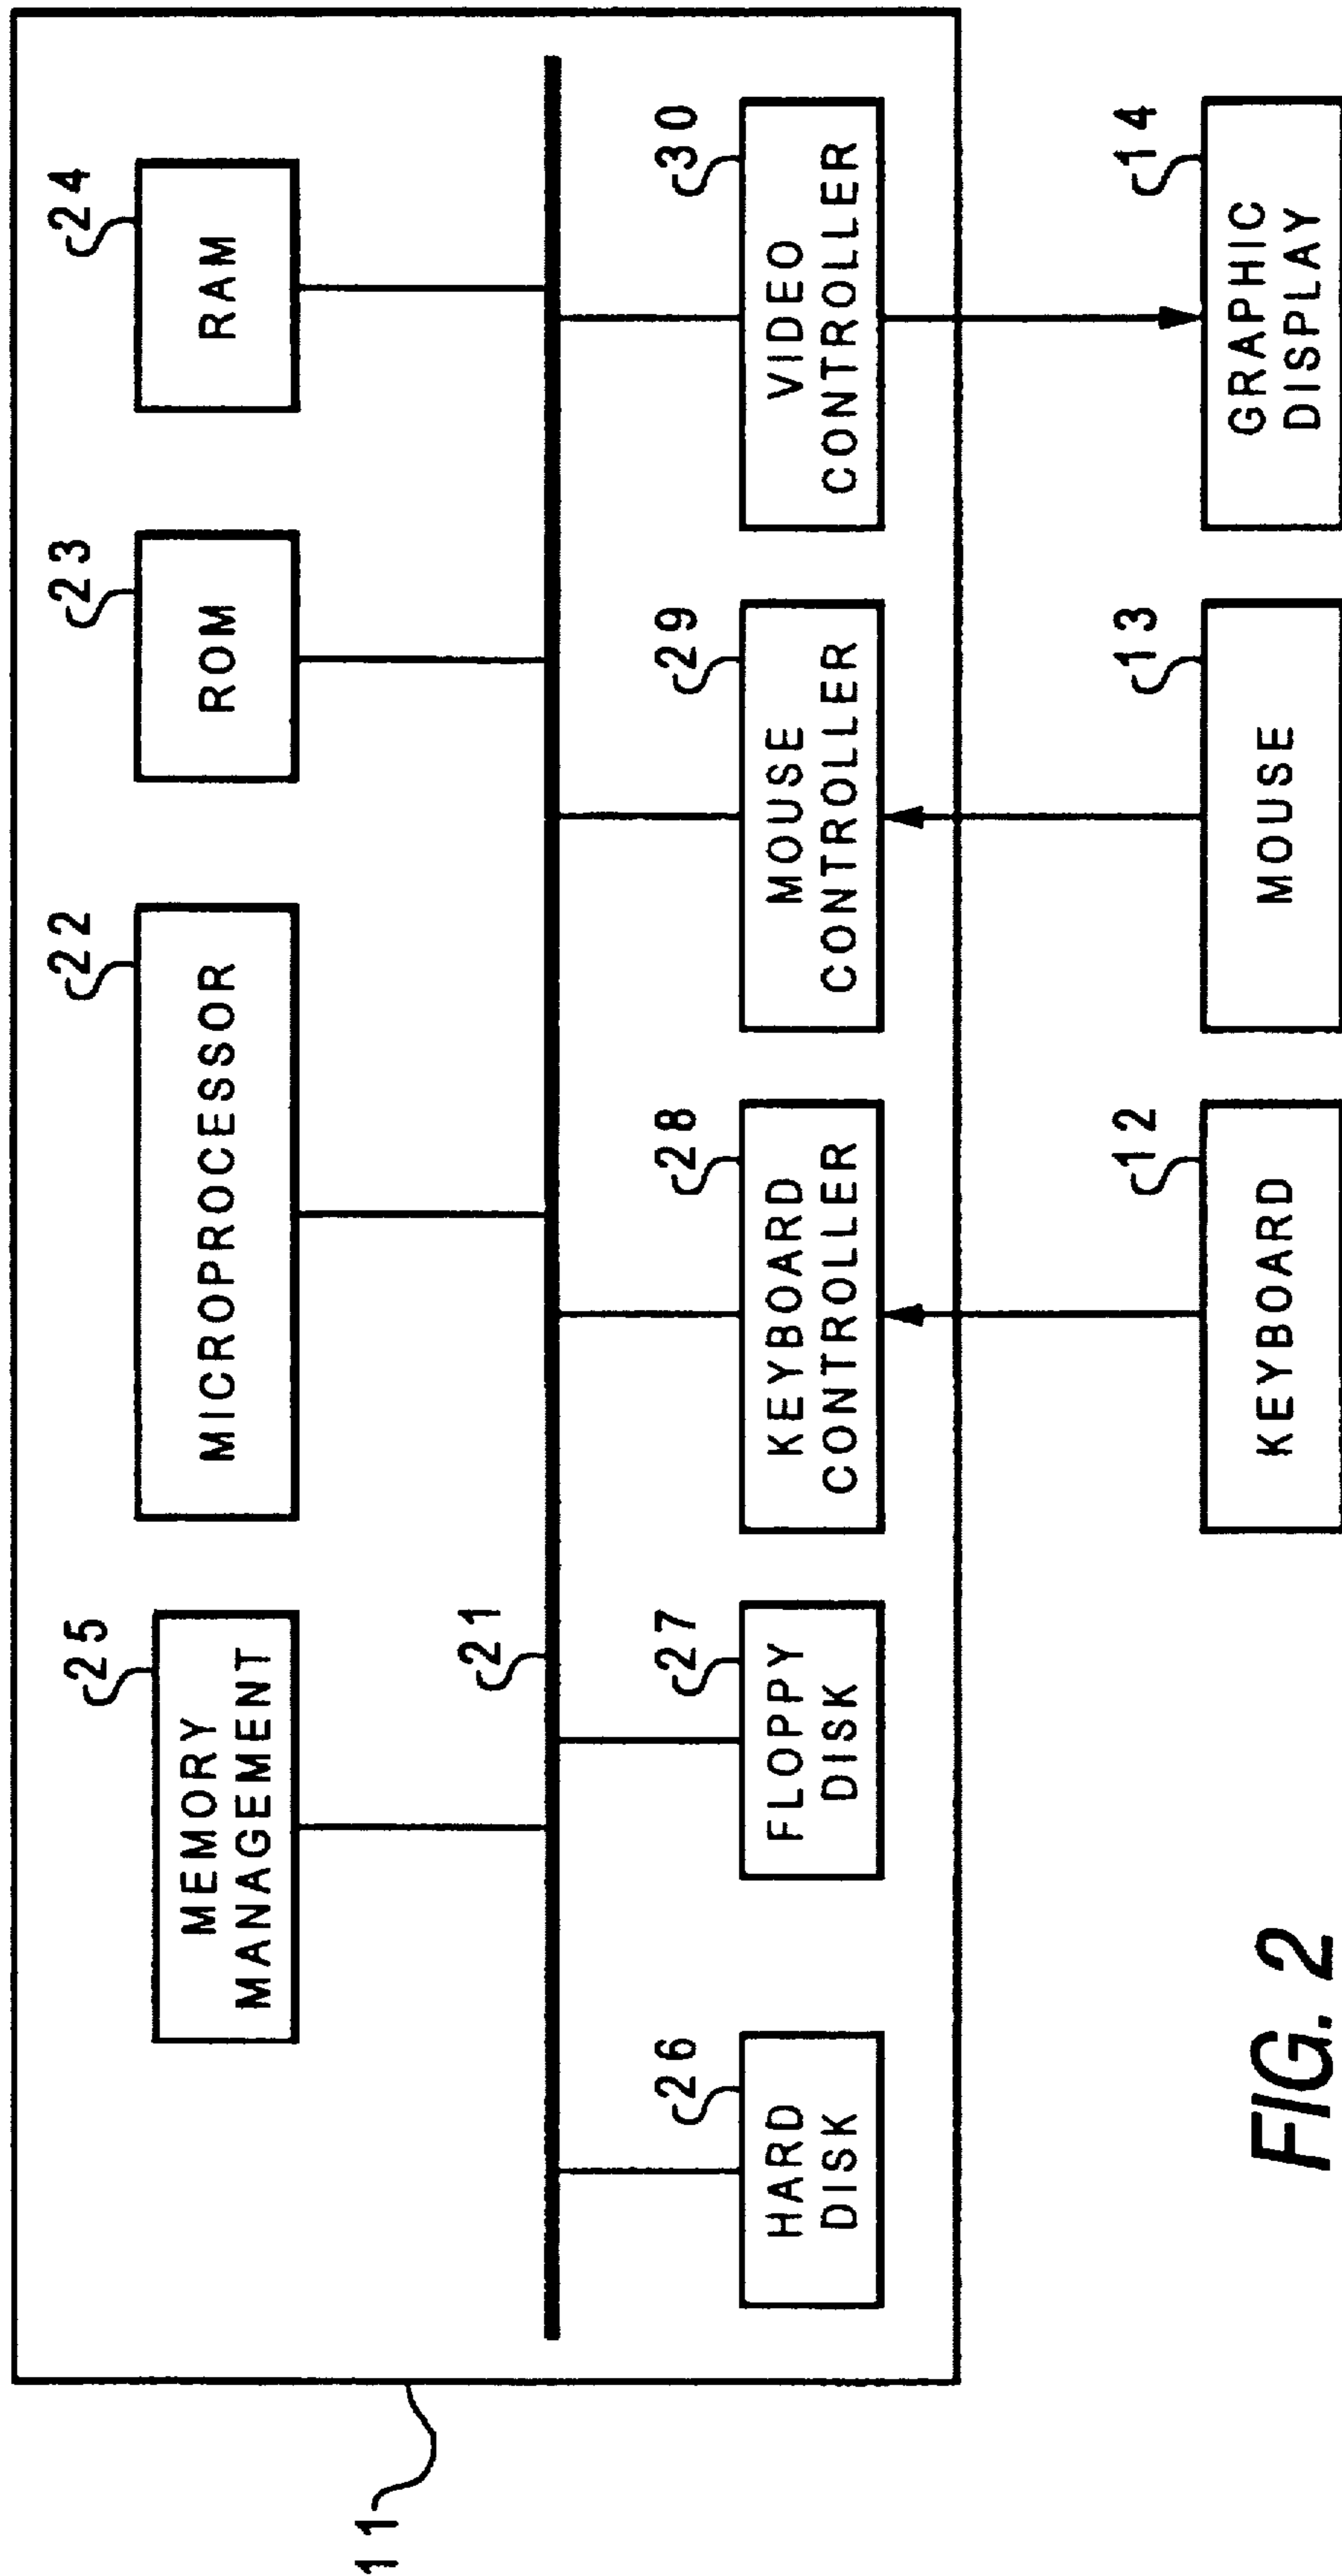 11
25
22
23
24
MEMORY
MANAGEMENT
MICROPROCESSOR
ROM
RAM
21
26
27
28
29
30
HARD
DISK
FLOPPY
DISK
KEYBOARD
CONTROLLER
MOUSE
CONTROLLER
VIDEO
CONTROLLER
12
13
14
KEYBOARD
MOUSE
GRAPHIC
DISPLAY
FIG. 2